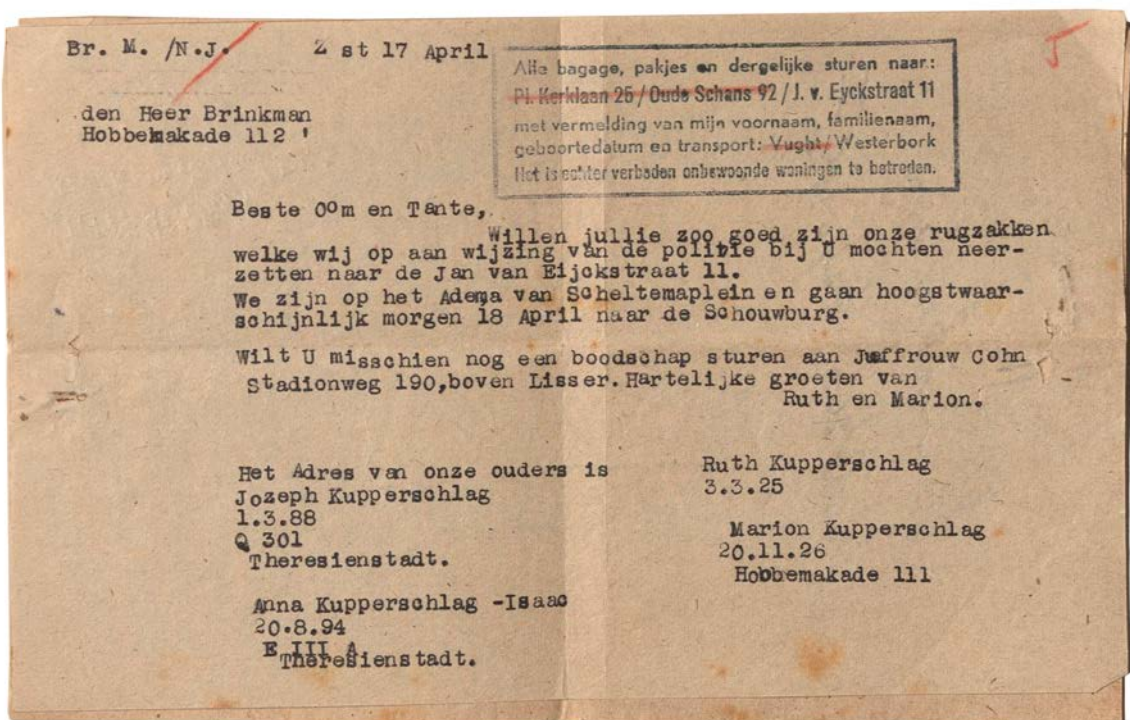 Br. M. /N.J. Z st 17 April
J
den Heer Brinkman
Hobbemakade 112 '
Alle bagage, pakjes en dergelijke sturen naar:
Pl. Kerklaan 25 / Oude Schans 92 / J. v. Eyckstraat 11
met vermelding van mijn voornaam, familienaam,
geboortedatum en transport: Vught/ Westerbork
Het is echter verboden onbewoonde woningen te betreden.
Beste Oom en Tante,
Willen jullie zoo goed zijn onze rugzakken
welke wij op aan wijzing van de politie bij U mochten neer-
zetten naar de Jan van Eijckstraat 11.
We zijn op het Adema van Scheltemaplein en gaan hoogstwaar-
schijnlijk morgen 18 April naar de Schouwburg.
Wilt U misschien nog een boodschap sturen aan Juffrouw Cohn
Stadionweg 190,boven Lisser. Hartelijke groeten van
Ruth en Marion.
Het Adres van onze ouders is
Jozeph Kupperschlag
1.3.88
Q 301
Theresienstadt.
Anna Kupperschlag -Isaac
20.8.94
E III A
Theresienstadt.
Ruth Kupperschlag
3.3.25
Marion Kupperschlag
20.11.26
Hobbemakade 111